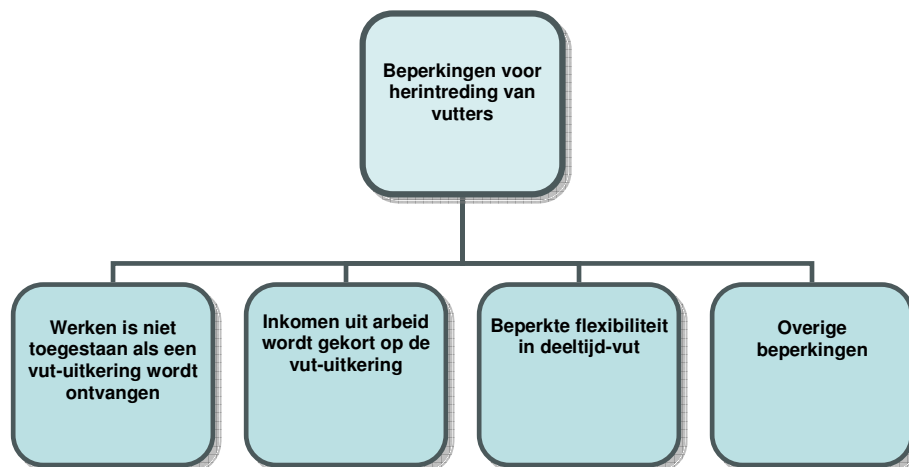 Beperkingen voor
herintreding van
vutters
Werken is niet
toegestaan als een
vut-uitkering wordt
ontvangen
Inkomen uit arbeid
wordt gekort op de
vut-uitkering
Beperkte flexibiliteit
in deeltijd-vut
Overige
beperkingen